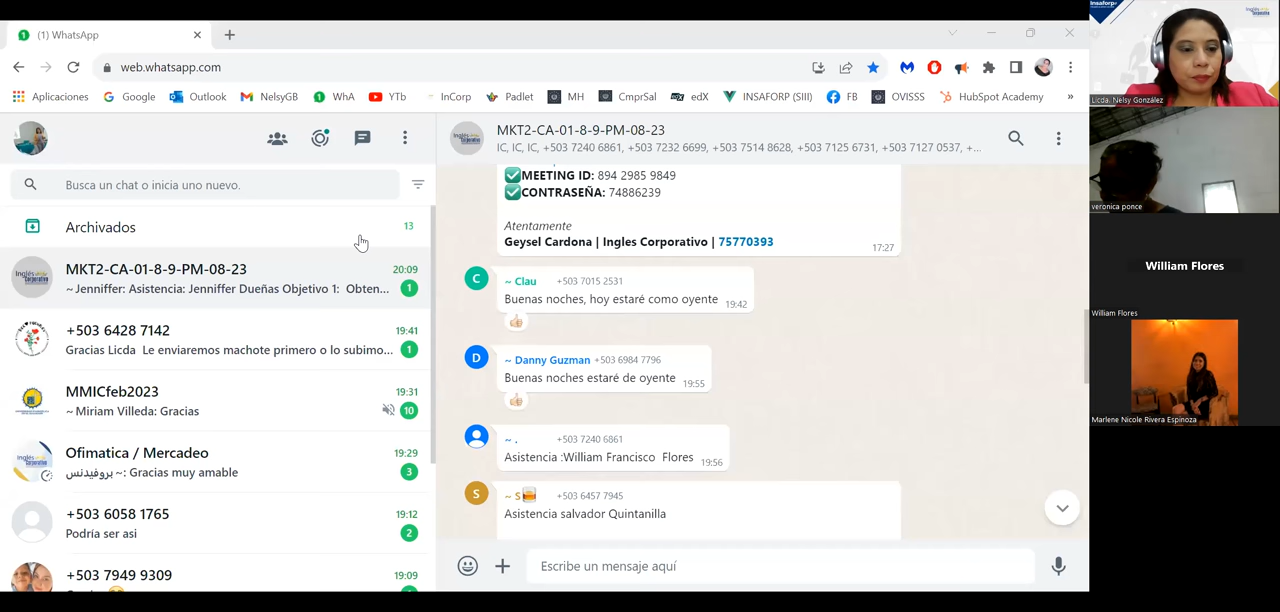 (1) WhatsApp
web.whatsapp.com
Aplicaciones
Google
Outlook
NelsyGB
WhA
YTb
InCorp
Padlet
MH
CmprSal
edX
INSAFORP (SIII)
FB
OVISSS
HubSpot Academy
»
Busca un chat o inicia uno nuevo.
Archivados
13
MKT2-CA-01-8-9-PM-08-23
20:09
~ Jenniffer: Asistencia: Jenniffer Dueñas Objetivo 1: Obten...
1
+503 6428 7142
19:41
Gracias Licda Le enviaremos machote primero o lo subimo...
1
MMICfeb2023
19:31
~ Miriam Villeda: Gracias
10
Ofimatica / Mercadeo
19:29
بروفيدنس ~: Gracias muy amable
3
+503 6058 1765
19:12
Podría ser asi
2
+503 7949 9309
19:09
MKT2-CA-01-8-9-PM-08-23
IC, IC, IC, +503 7240 6861, +503 7232 6699, +503 7514 8628, +503 7125 6731, +503 7127 0537, +...
MEETING ID: 894 2985 9849
CONTRASEÑA: 74886239
Atentamente
Geysel Cardona | Ingles Corporativo | 75770393
17:27
C
~ Clau +503 7015 2531
Buenas noches, hoy estaré como oyente
19:42
D
~ Danny Guzman +503 6984 7796
Buenas noches estaré de oyente
19:55
~ . +503 7240 6861
Asistencia :William Francisco Flores
19:56
S
~ S +503 6457 7945
Asistencia salvador Quintanilla
Escribe un mensaje aquí
Insaforp
Licda. Nelsy González
veronica ponce
William Flores
William Flores
Marlene Nicole Rivera Espinoza